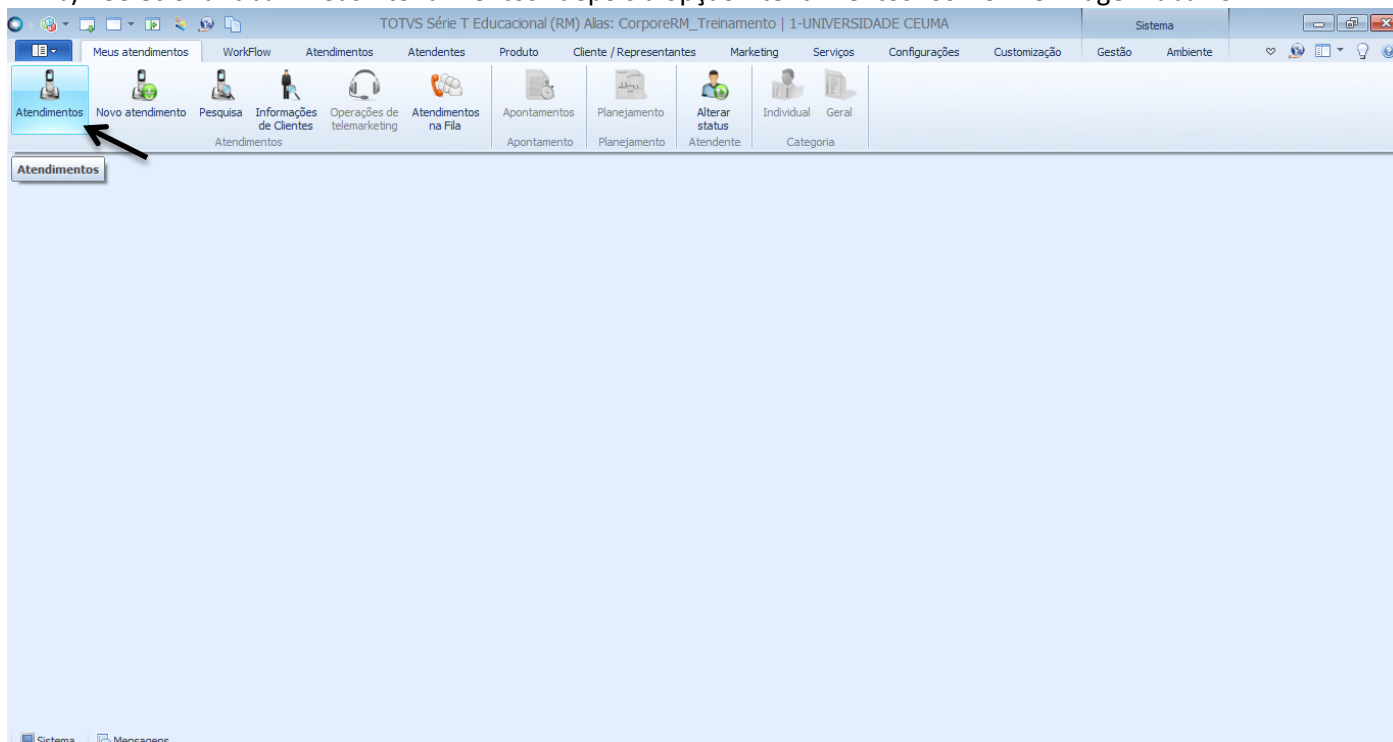 TOTVS Série T Educacional (RM) Alias: CorporeRM_Treinamento | 1-UNIVERSIDADE CEUMA
Sistema
Meus atendimentos WorkFlow Atendimentos Atendentes Produto Cliente / Representantes Marketing Serviços Configurações Customização Gestão Ambiente
Atendimentos Novo atendimento Pesquisa Informações de Clientes Operações de telemarketing Atendimentos na Fila Apontamentos Planejamento Alterar status Individual Geral
Atendimentos Apontamento Planejamento Atendente Categoria
Atendimentos
Sistema Mensagens